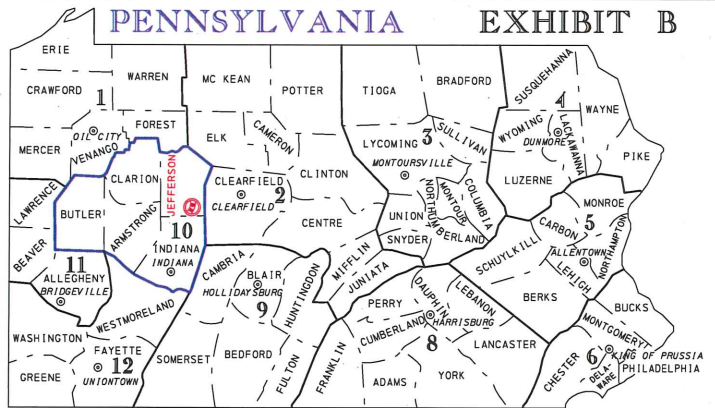 PENNSYLVANIA EXHIBIT B
ERIE
CRAWFORD
1
WARREN
MC KEAN
POTTER
TIOGA
BRADFORD
SUSQUEHANNA
WAYNE
WYOMING
4
LACKAWANNA
DUNMORE
PIKE
MERCER
OIL CITY
VENANGO
FOREST
ELK
CAMERON
LYCOMING
3
SULLIVAN
MONTOURSVILLE
LUZERNE
LAWRENCE
BUTLER
CLARION
JEFFERSON
ARMSTRONG
10
INDIANA
INDIANA
CLEARFIELD
2
CLEARFIELD
CLINTON
CENTRE
UNION
NORTHUMBERLAND
MONTOUR
COLUMBIA
SNYDER
MONROE
CARBON
5
NORTHAMPTON
ALLENTOWN
LEHIGH
SCHUYLKILL
BERKS
BEAVER
11
ALLEGHENY
BRIDGEVILLE
WESTMORELAND
CAMBRIA
BLAIR
HOLLIDAYSBURG
9
HUNTINGDON
MIFFLIN
JUNIATA
PERRY
DAUPHIN
LEBANON
CUMBERLAND
HARRISBURG
8
LANCASTER
BUCKS
MONTGOMERY
6
KING OF PRUSSIA
PHILADELPHIA
CHESTER
DELA-
WARE
WASHINGTON
FAYETTE
12
UNIONTOWN
GREENE
SOMERSET
BEDFORD
FULTON
FRANKLIN
ADAMS
YORK